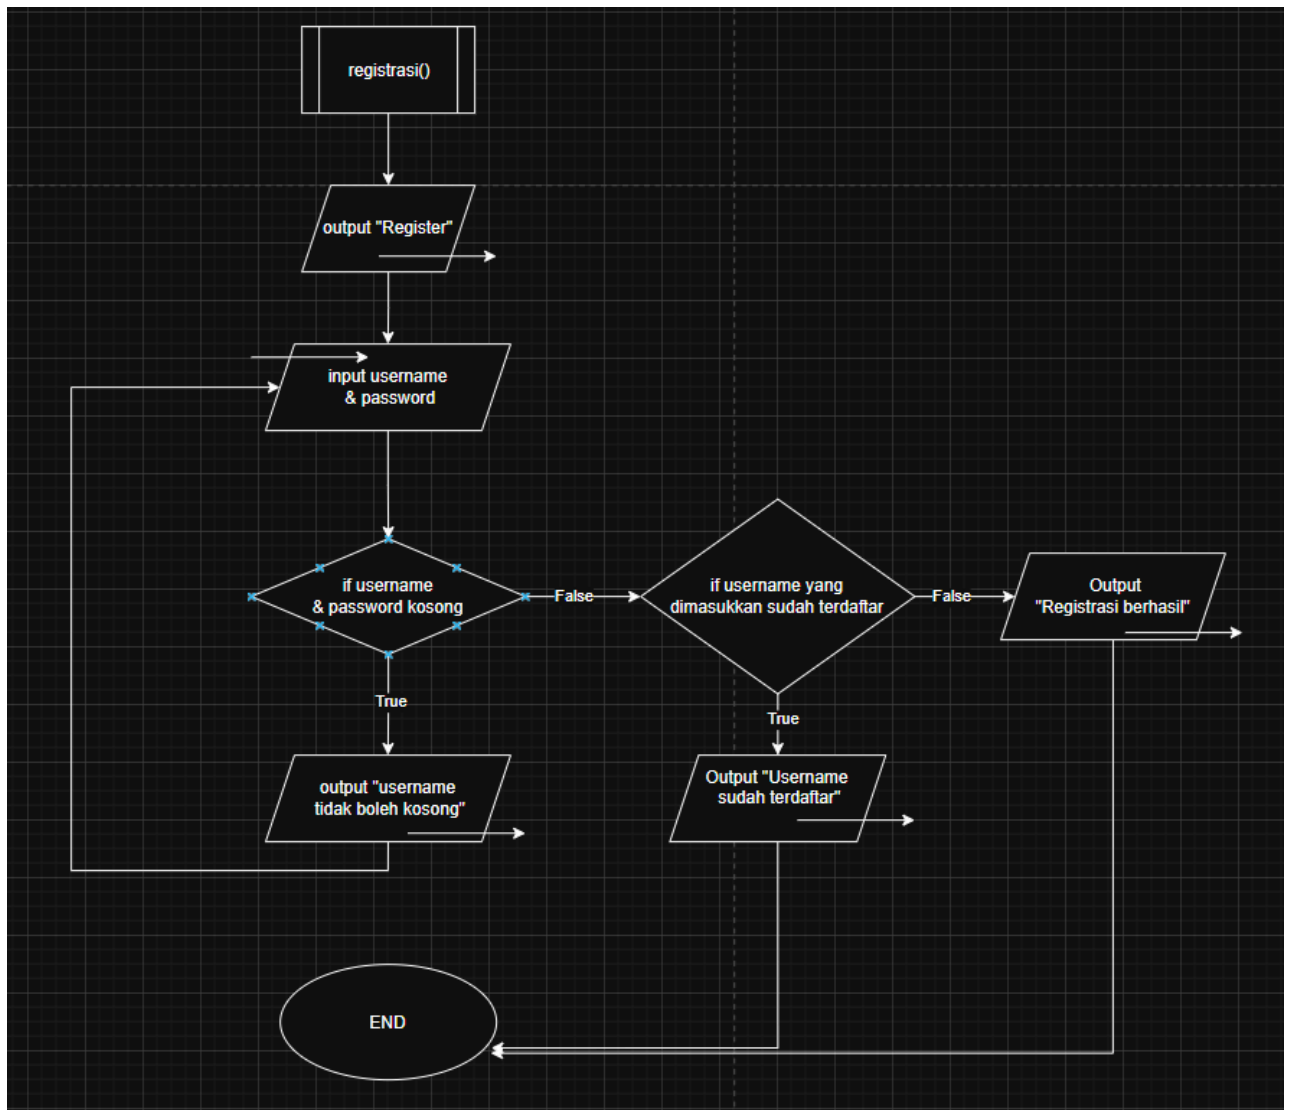 registrasi()
output "Register"
input username
& password
if username
& password kosong
False
if username yang
dimasukkan sudah terdaftar
False
Output
"Registrasi berhasil"
True
True
output "username
tidak boleh kosong"
Output "Username
sudah terdaftar"
END